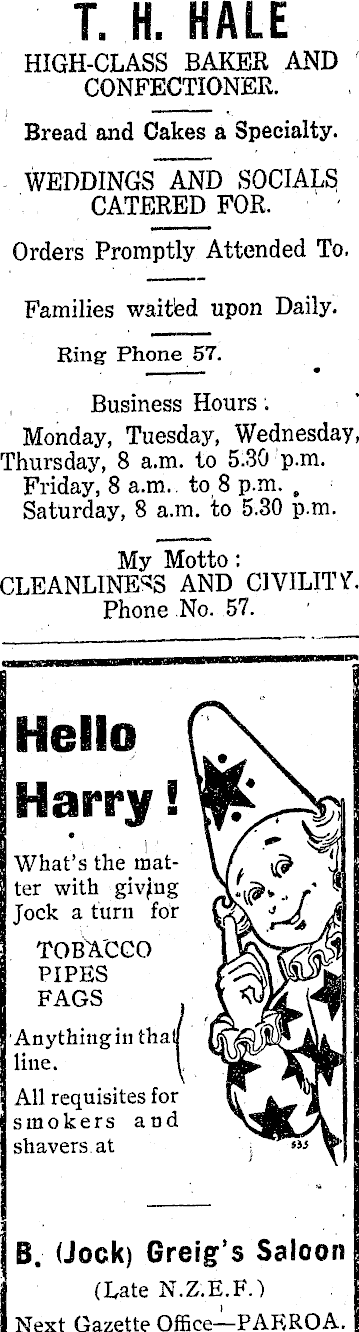 T. H. HALE
HIGH-CLASS BAKER AND
CONFECTIONER.
Bread and Cakes a Specialty.
WEDDINGS AND SOCIALS
CATERED FOR.
Orders Promptly Attended To.
Families waited upon Daily.
Ring Phone 57.
Business Hours :
Monday, Tuesday, Wednesday,
Thursday, 8 a.m. to 5.30 p.m.
Friday, 8 a.m. to 8 p.m.
Saturday, 8 a.m. to 5.30 p.m.
My Motto :
CLEANLINESS AND CIVILITY.
Phone No. 57.
Hello
Harry !
What's the mat-
ter with giving
Jock a turn for
TOBACCO
PIPES
FAGS
Anything in that
line.
All requisites for
smokers and
shavers at
535
B. (Jock) Greig's Saloon
(Late N.Z.E.F.)
Next Gazette Office—PAEROA.